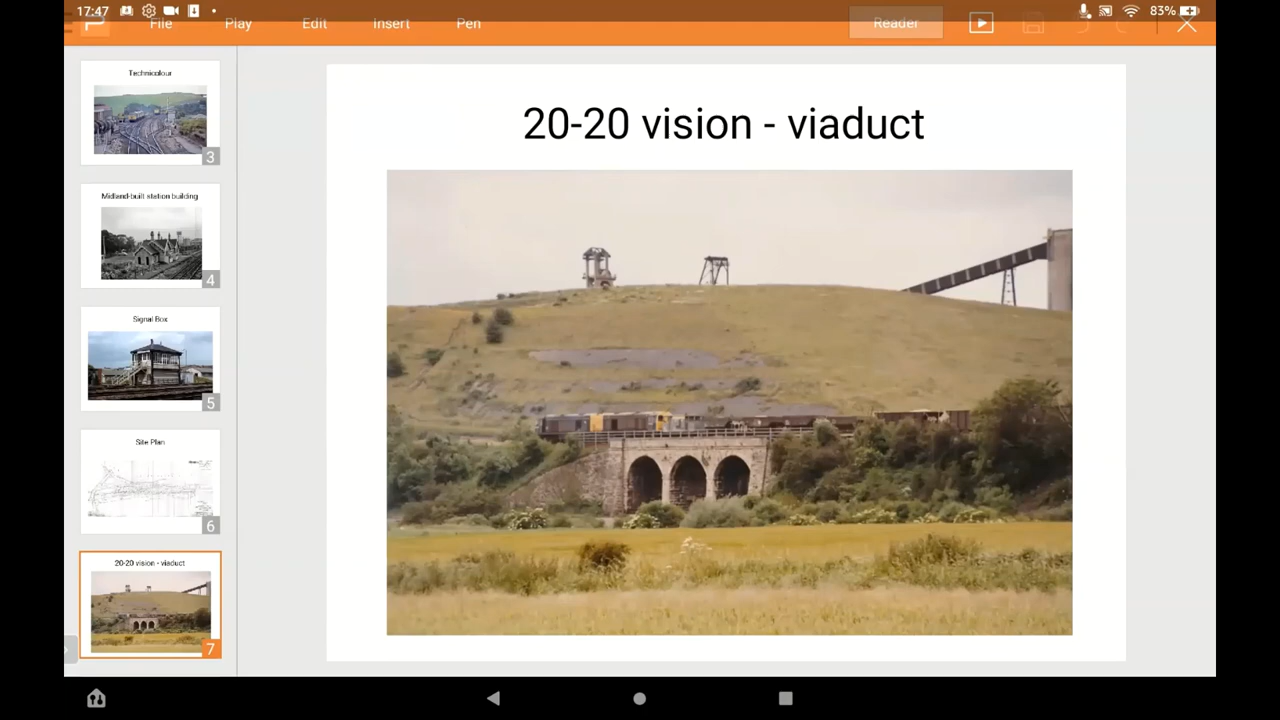 17:47
83%
File Play Edit Insert Pen Reader
Technicolour
3
Midland-built station building
4
Signal Box
5
Site Plan
6
20-20 vision - viaduct
7
20-20 vision - viaduct